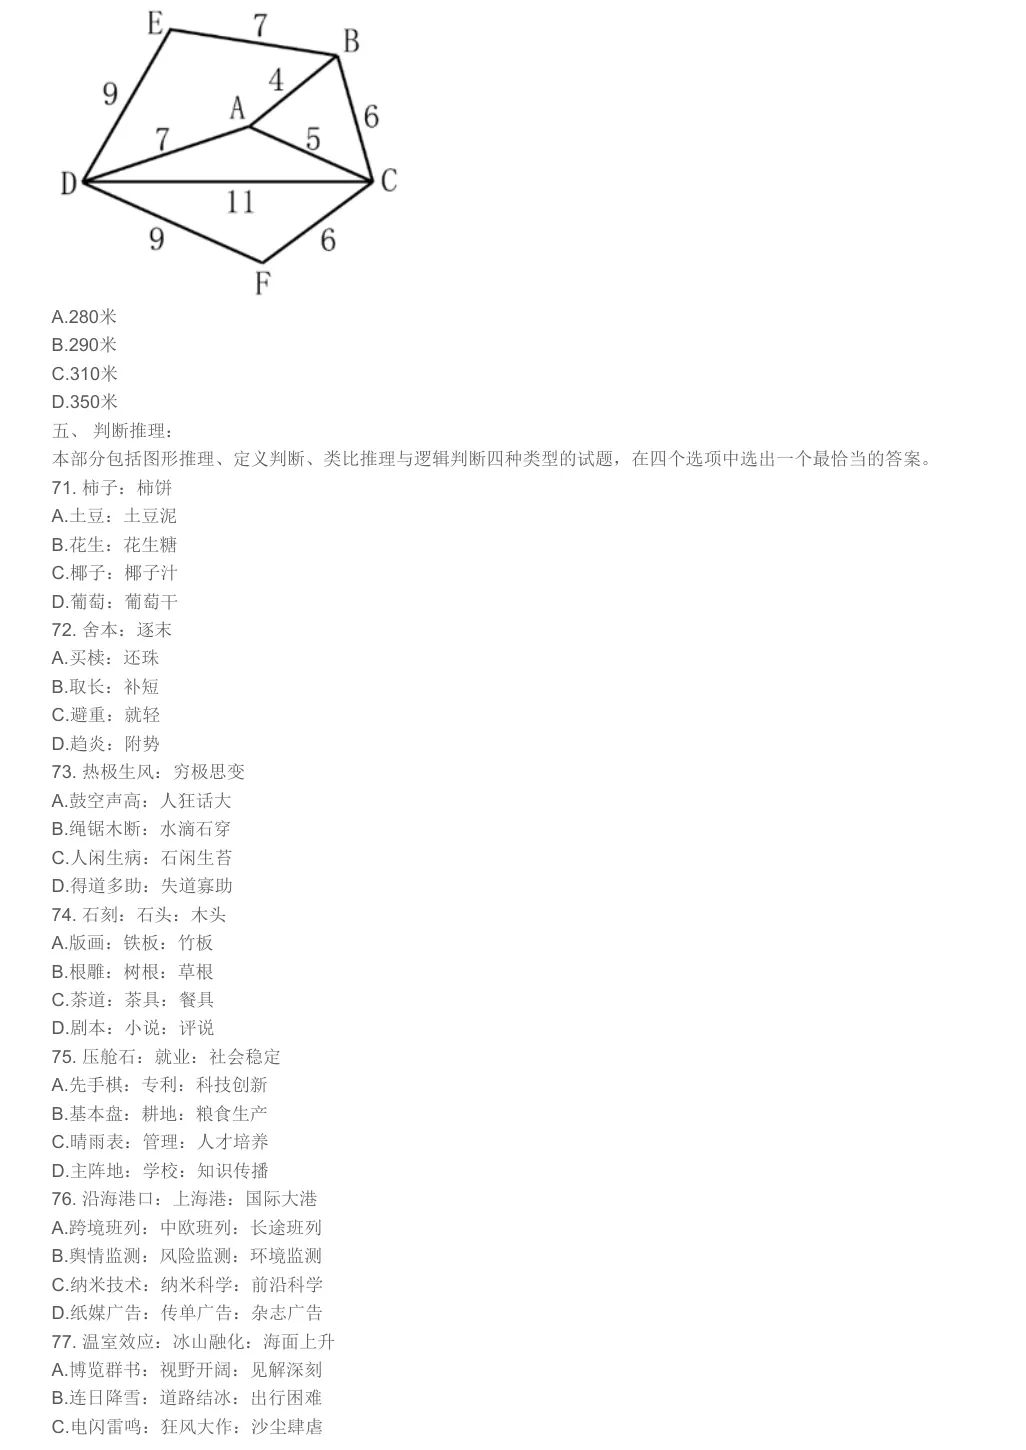 E
7
B
9
4
A
6
7
5
D
C
11
9
6
F
A.280米
B.290米
C.310米
D.350米
五、 判断推理：
本部分包括图形推理、定义判断、类比推理与逻辑判断四种类型的试题，在四个选项中选出一个最恰当的答案。
71. 柿子：柿饼
A.土豆：土豆泥
B.花生：花生糖
C.椰子：椰子汁
D.葡萄：葡萄干
72. 舍本：逐末
A.买椟：还珠
B.取长：补短
C.避重：就轻
D.趋炎：附势
73. 热极生风：穷极思变
A.鼓空声高：人狂话大
B.绳锯木断：水滴石穿
C.人闲生病：石闲生苔
D.得道多助：失道寡助
74. 石刻：石头：木头
A.版画：铁板：竹板
B.根雕：树根：草根
C.茶道：茶具：餐具
D.剧本：小说：评说
75. 压舱石：就业：社会稳定
A.先手棋：专利：科技创新
B.基本盘：耕地：粮食生产
C.晴雨表：管理：人才培养
D.主阵地：学校：知识传播
76. 沿海港口：上海港：国际大港
A.跨境班列：中欧班列：长途班列
B.舆情监测：风险监测：环境监测
C.纳米技术：纳米科学：前沿科学
D.纸媒广告：传单广告：杂志广告
77. 温室效应：冰山融化：海面上升
A.博览群书：视野开阔：见解深刻
B.连日降雪：道路结冰：出行困难
C.电闪雷鸣：狂风大作：沙尘肆虐